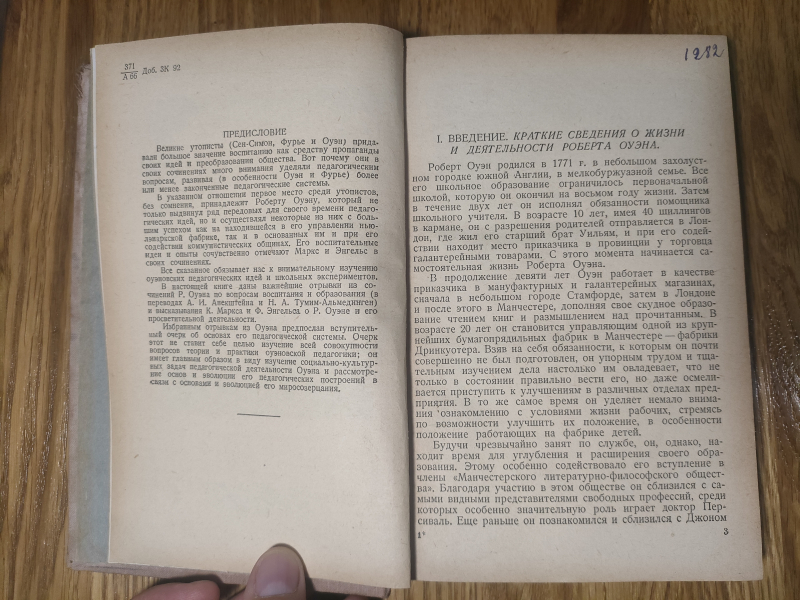 371
А 66 Доб. ЗК 92
ПРЕДИСЛОВИЕ
Великие утописты (Сен-Симон, Фурье и Оуэн) прида-
вали большое значение воспитанию как средству пропаганды
своих идей и преобразования общества. Вот почему они в
своих сочинениях много внимания уделяли педагогическим
вопросам, развивая (в особенности Оуэн и Фурье) более
или менее законченные педагогические системы.
В указанном отношении первое место среди утопистов,
без сомнения, принадлежит Роберту Оуэну, который не
только выдвинул ряд передовых для своего времени педаго-
гических идей, но и осуществлял некоторые из них с боль-
шим успехом как на находившейся в его управлении нью-
лэнаркской фабрике, так и в основанных им и при его
содействии коммунистических общинах. Его воспитательные
идеи и опыты сочувственно отмечают Маркс и Энгельс в
своих сочинениях.
Все сказанное обязывает нас к внимательному изучению
оуэновских педагогических идей и школьных экспериментов.
В настоящей книге даны важнейшие отрывки из со-
чинений Р. Оуэна по вопросам воспитания и образования (в
переводах А. И. Алекштейна и Н. А. Тумим-Альмединген)
и высказывания К. Маркса и Ф. Энгельса о Р. Оуэне и его
просветительной деятельности.
Избранным отрывкам из Оуэна предпослан вступитель-
ный очерк об основах его педагогической системы. Очерк
этот не ставит себе целью изучение всей совокупности
вопросов теории и практики оуэновской педагогики; он
имеет главным образом в виду изучение социально-культур-
ных задач педагогической деятельности Оуэна и рассмотре-
ние основ и эволюции его педагогических построений в
связи с основами и эволюцией его миросозерцания.
1282
I. ВВЕДЕНИЕ. КРАТКИЕ СВЕДЕНИЯ О ЖИЗНИ
И ДЕЯТЕЛЬНОСТИ РОБЕРТА ОУЭНА.
Роберт Оуэн родился в 1771 г. в небольшом захолуст-
ном городке южной Англии, в мелкобуржуазной семье. Все
его школьное образование ограничилось первоначальной
школой, которую он окончил на восьмом году жизни. Затем
в течение двух лет он исполнял обязанности помощника
школьного учителя. В возрасте 10 лет, имея 40 шиллингов
в кармане, он с разрешения родителей отправляется в Лон-
дон, где жил его старший брат Уильям, и при его содей-
ствии находит место приказчика в провинции у торговца
галантерейными товарами. С этого момента начинается са-
мостоятельная жизнь Роберта Оуэна.
В продолжение девяти лет Оуэн работает в качестве
приказчика в мануфактурных и галантерейных магазинах,
сначала в небольшом городе Стамфорде, затем в Лондоне
и после этого в Манчестере, дополняя свое скудное образо-
вание чтением книг и размышлением над прочитанным. В
возрасте 20 лет он становится управляющим одной из круп-
нейших бумагопрядильных фабрик в Манчестере — фабрики
Дринкуотера. Взяв на себя обязанности, к которым он почти
совершенно не был подготовлен, он упорным трудом и тща-
тельным изучением дела настолько им овладевает, что не
только в состоянии правильно вести его, но даже осмели-
вается приступить к улучшениям в различных отделах пред-
приятия. В то же самое время он уделяет немало внима-
ния ознакомлению с условиями жизни рабочих, стремясь
по возможности улучшить их положение, в особенности
положение работающих на фабрике детей.
Будучи чрезвычайно занят по службе, он, однако, на-
ходит время для углубления и расширения своего обра-
зования. Этому особенно содействовало его вступление в
члены «Манчестерского литературно-философского общест-
ва». Благодаря участию в этом обществе он сблизился с са-
мыми видными представителями свободных профессий, среди
которых особенно значительную роль играет доктор Пер-
сиваль. Еще раньше он познакомился и сблизился с Джоном
1*
3